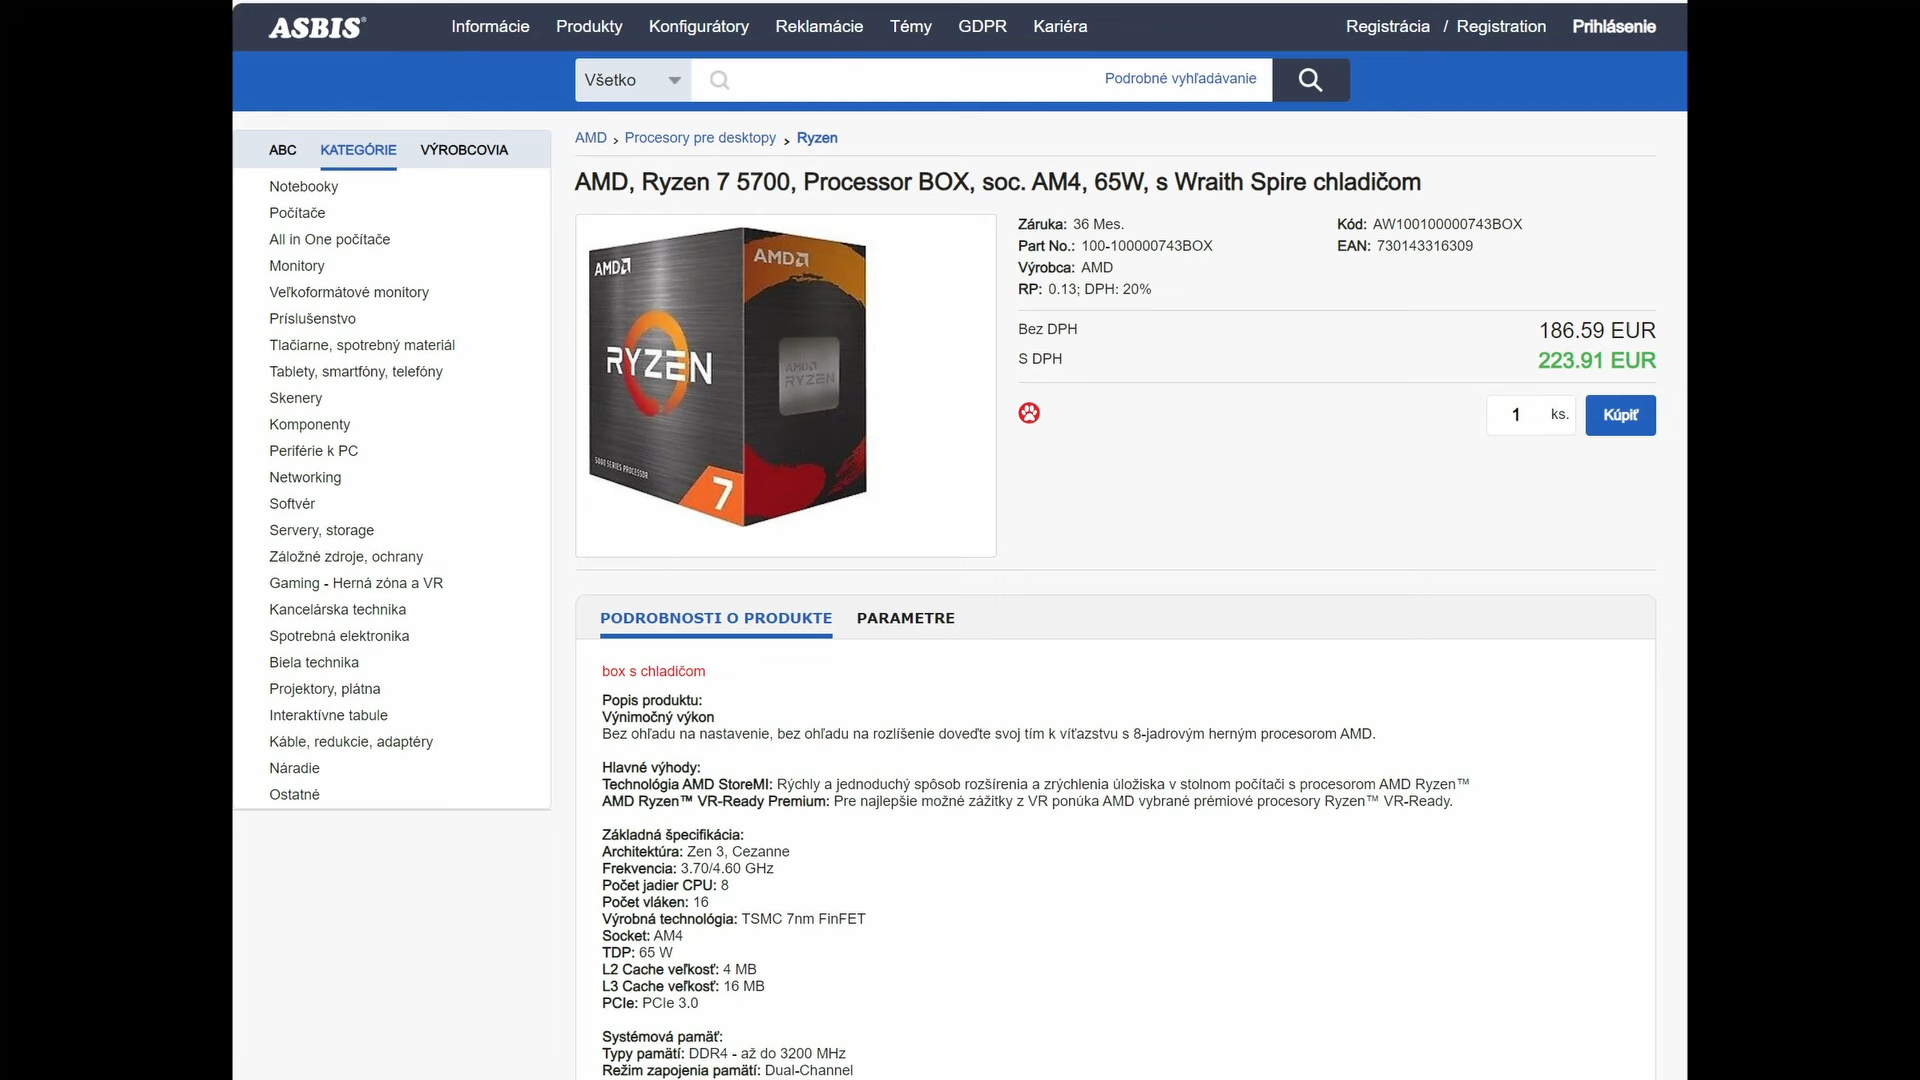 ASBIS®
Informácie Produkty Konfigurátory Reklamácie Témy GDPR Kariéra Registrácia / Registration Prihlásenie
Všetko Podrobné vyhľadávanie
ABC KATEGÓRIE VÝROBCOVIA
Notebooky
Počítače
All in One počítače
Monitory
Veľkoformátové monitory
Príslušenstvo
Tlačiarne, spotrebný materiál
Tablety, smartfóny, telefóny
Skenery
Komponenty
Periférie k PC
Networking
Softvér
Servery, storage
Záložné zdroje, ochrany
Gaming - Herná zóna a VR
Kancelárska technika
Spotrebná elektronika
Biela technika
Projektory, plátna
Interaktívne tabule
Káble, redukcie, adaptéry
Náradie
Ostatné
AMD › Procesory pre desktopy › Ryzen
AMD, Ryzen 7 5700, Processor BOX, soc. AM4, 65W, s Wraith Spire chladičom
AMD
AMD
RYZEN
AMD
RYZEN
5000 SERIES PROCESSOR
7
Záruka: 36 Mes.
Part No.: 100-100000743BOX
Výrobca: AMD
RP: 0.13; DPH: 20%
Kód: AW100100000743BOX
EAN: 730143316309
Bez DPH 186.59 EUR
S DPH 223.91 EUR
1 ks. Kúpiť
PODROBNOSTI O PRODUKTE PARAMETRE
box s chladičom
Popis produktu:
Výnimočný výkon
Bez ohľadu na nastavenie, bez ohľadu na rozlíšenie doveďte svoj tím k víťazstvu s 8-jadrovým herným procesorom AMD.
Hlavné výhody:
Technológia AMD StoreMI: Rýchly a jednoduchý spôsob rozšírenia a zrýchlenia úložiska v stolnom počítači s procesorom AMD Ryzen™
AMD Ryzen™ VR-Ready Premium: Pre najlepšie možné zážitky z VR ponúka AMD vybrané prémiové procesory Ryzen™ VR-Ready.
Základná špecifikácia:
Architektúra: Zen 3, Cezanne
Frekvencia: 3.70/4.60 GHz
Počet jadier CPU: 8
Počet vláken: 16
Výrobná technológia: TSMC 7nm FinFET
Socket: AM4
TDP: 65 W
L2 Cache veľkosť: 4 MB
L3 Cache veľkosť: 16 MB
PCIe: PCIe 3.0
Systémová pamäť:
Typy pamätí: DDR4 - až do 3200 MHz
Režim zapojenia pamätí: Dual-Channel